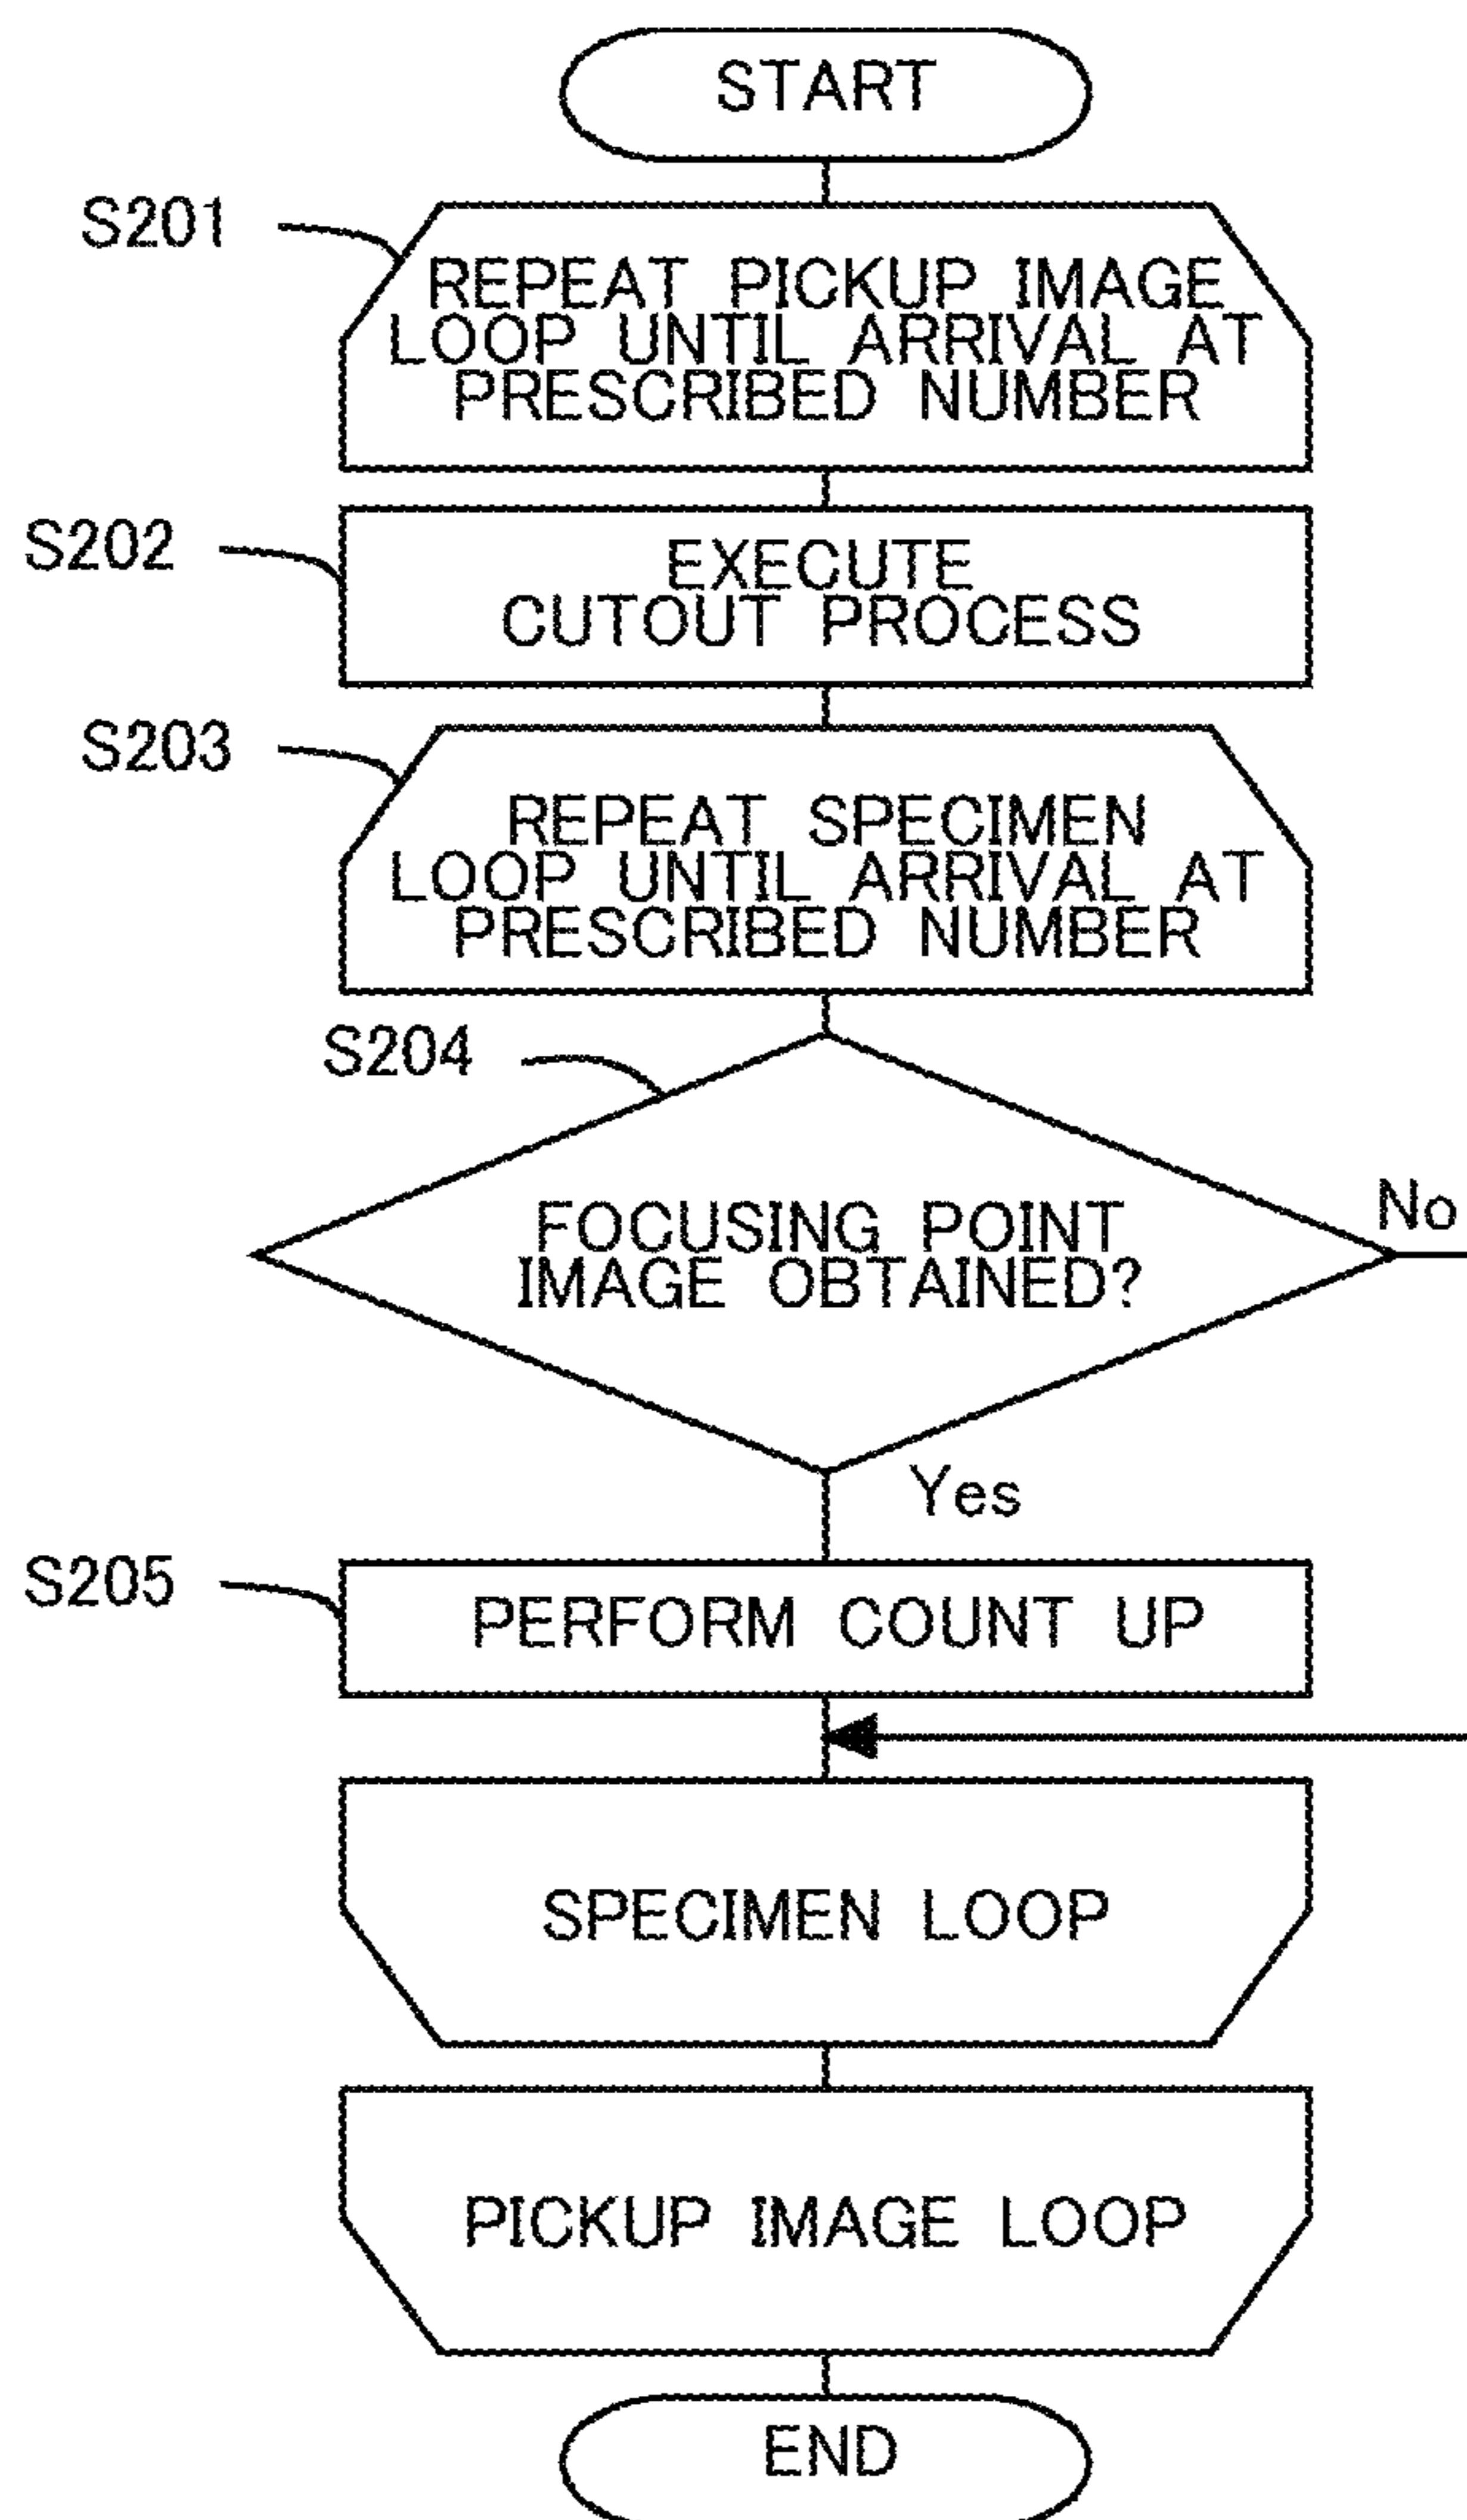 START
S201
REPEAT PICKUP IMAGE
LOOP UNTIL ARRIVAL AT
PRESCRIBED NUMBER
S202
EXECUTE
CUTOUT PROCESS
S203
REPEAT SPECIMEN
LOOP UNTIL ARRIVAL AT
PRESCRIBED NUMBER
S204
FOCUSING POINT
IMAGE OBTAINED?
No
Yes
S205
PERFORM COUNT UP
SPECIMEN LOOP
PICKUP IMAGE LOOP
END